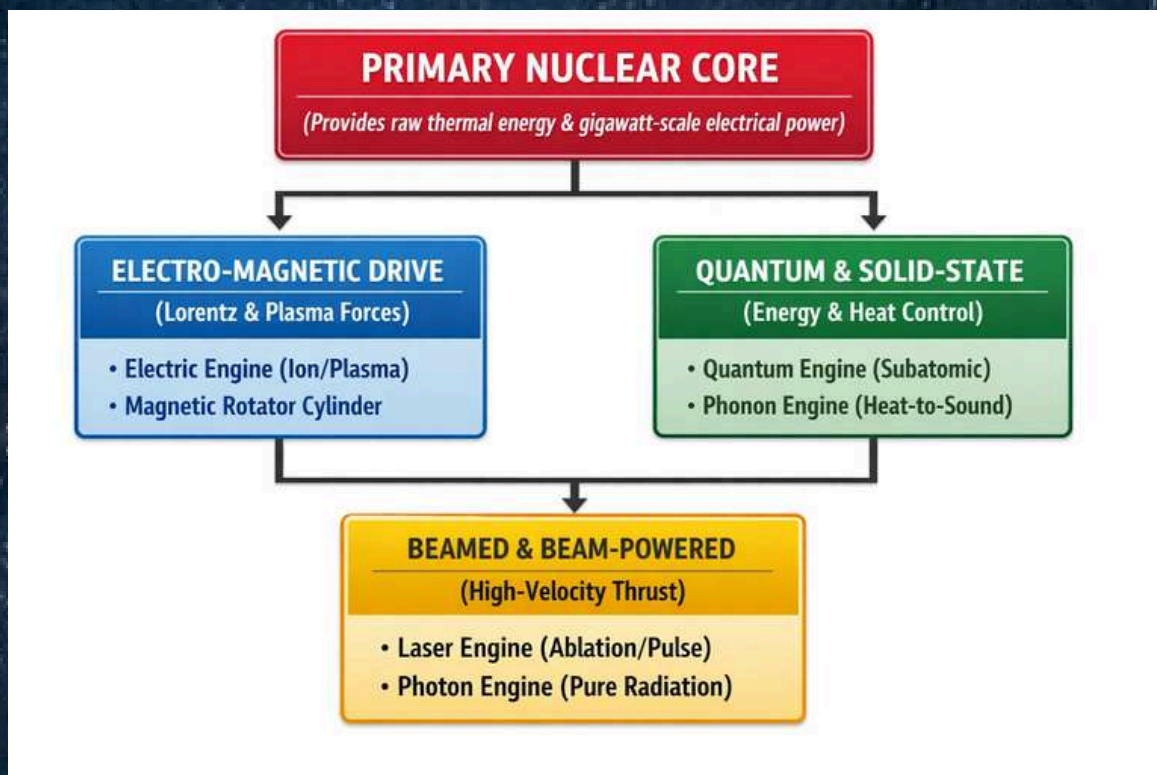 PRIMARY NUCLEAR CORE
(Provides raw thermal energy & gigawatt-scale electrical power)
ELECTRO-MAGNETIC DRIVE
(Lorentz & Plasma Forces)
• Electric Engine (Ion/Plasma)
• Magnetic Rotator Cylinder
QUANTUM & SOLID-STATE
(Energy & Heat Control)
• Quantum Engine (Subatomic)
• Phonon Engine (Heat-to-Sound)
BEAMED & BEAM-POWERED
(High-Velocity Thrust)
• Laser Engine (Ablation/Pulse)
• Photon Engine (Pure Radiation)